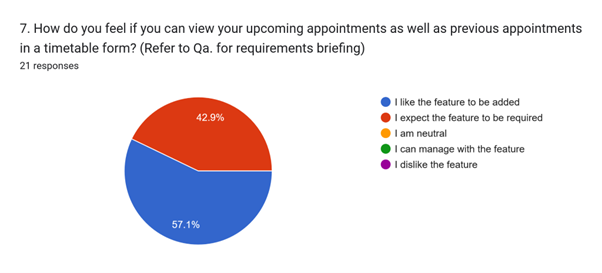 7. How do you feel if you can view your upcoming appointments as well as previous appointments
in a timetable form? (Refer to Qa. for requirements briefing)
21 responses
I like the feature to be added
I expect the feature to be required
I am neutral
I can manage with the feature
I dislike the feature
42.9%
57.1%